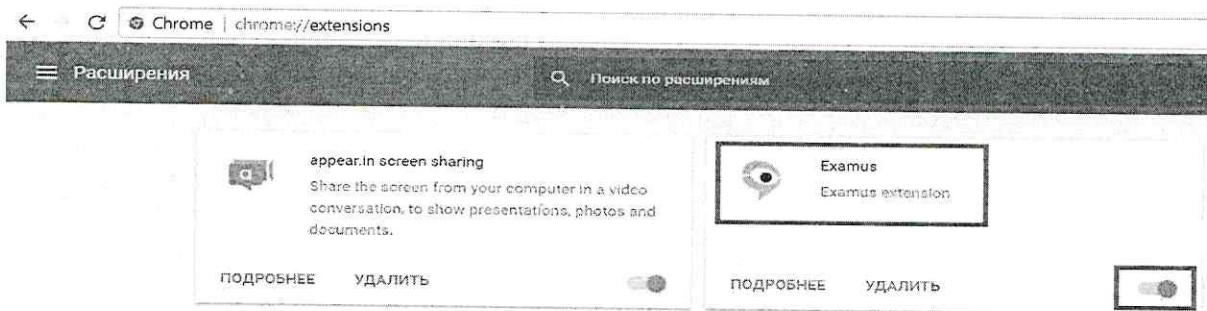 Chrome | chrome://extensions
Расширения
Поиск по расширениям
appear.in screen sharing
Share the screen from your computer in a video
conversation, to show presentations, photos and
documents.
ПОДРОБНЕЕ УДАЛИТЬ
Examus
Examus extension
ПОДРОБНЕЕ УДАЛИТЬ